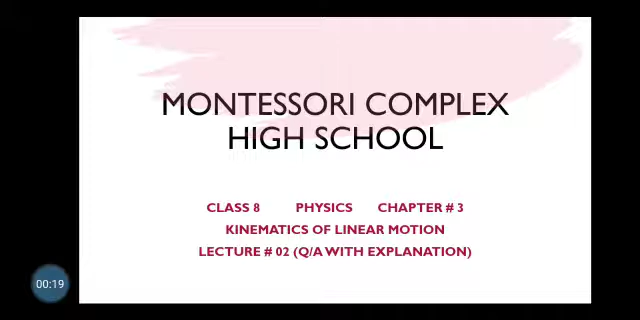 MONTESSORI COMPLEX
HIGH SCHOOL
CLASS 8 PHYSICS CHAPTER # 3
KINEMATICS OF LINEAR MOTION
LECTURE # 02 (Q/A WITH EXPLANATION)
00:19